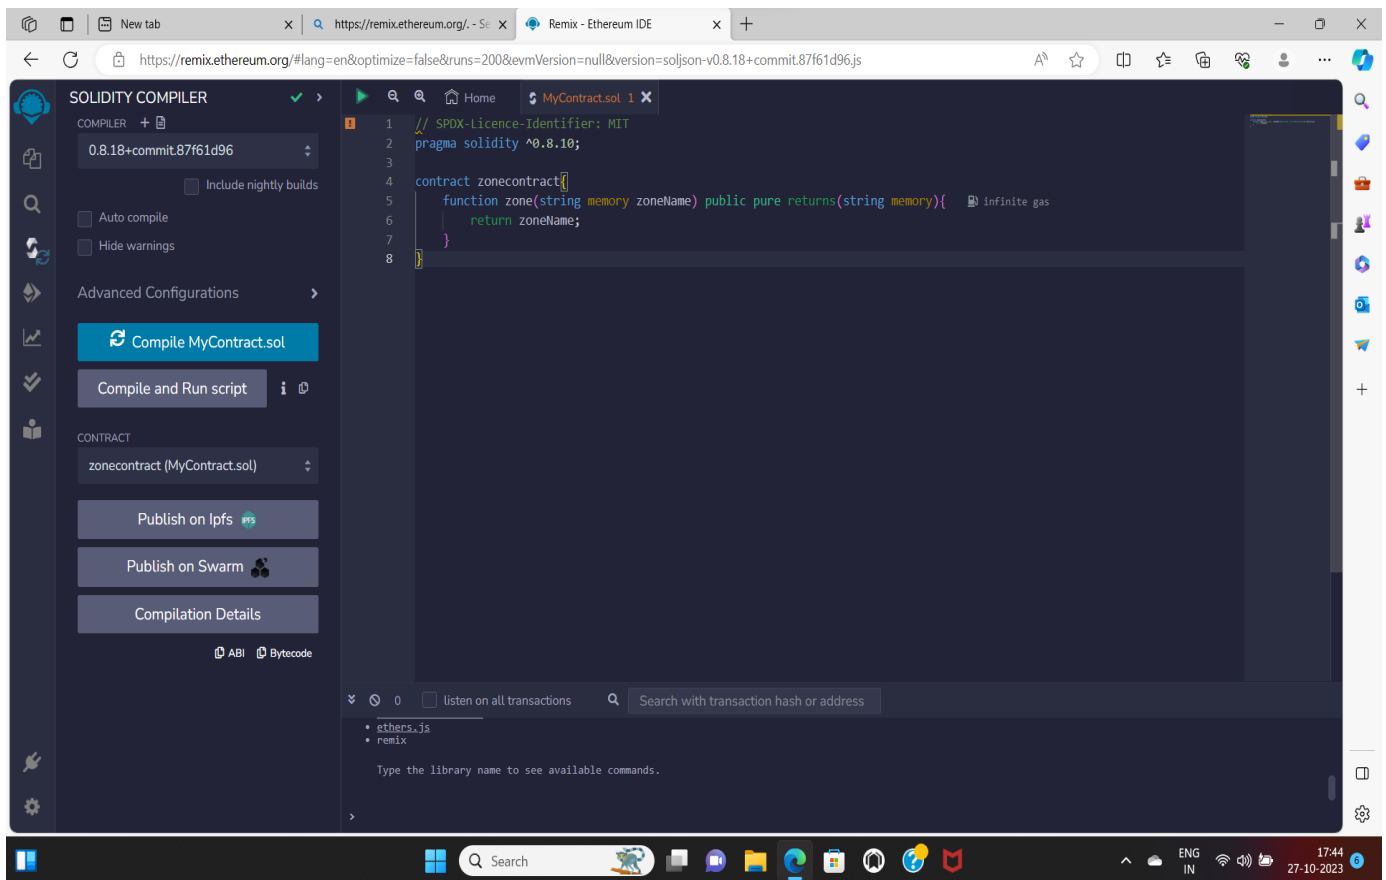 New tab
https://remix.ethereum.org/. - Se
Remix - Ethereum IDE
https://remix.ethereum.org/#lang=en&optimize=false&runs=200&evmVersion=null&version=soljson-v0.8.18+commit.87f61d96.js
SOLIDITY COMPILER
COMPILER
0.8.18+commit.87f61d96
Include nightly builds
Auto compile
Hide warnings
Advanced Configurations
Compile MyContract.sol
Compile and Run script
CONTRACT
zonecontract (MyContract.sol)
Publish on Ipfs IPFS
Publish on Swarm
Compilation Details
ABI Bytecode
Home
MyContract.sol 1
1 // SPDX-Licence-Identifier: MIT
2 pragma solidity ^0.8.10;
3
4 contract zonecontract{
5 function zone(string memory zoneName) public pure returns(string memory){ infinite gas
6 return zoneName;
7 }
8 }
0 listen on all transactions Search with transaction hash or address
• ethers.js
• remix
Type the library name to see available commands.
>
Search
ENG
IN
17:44
27-10-2023
6